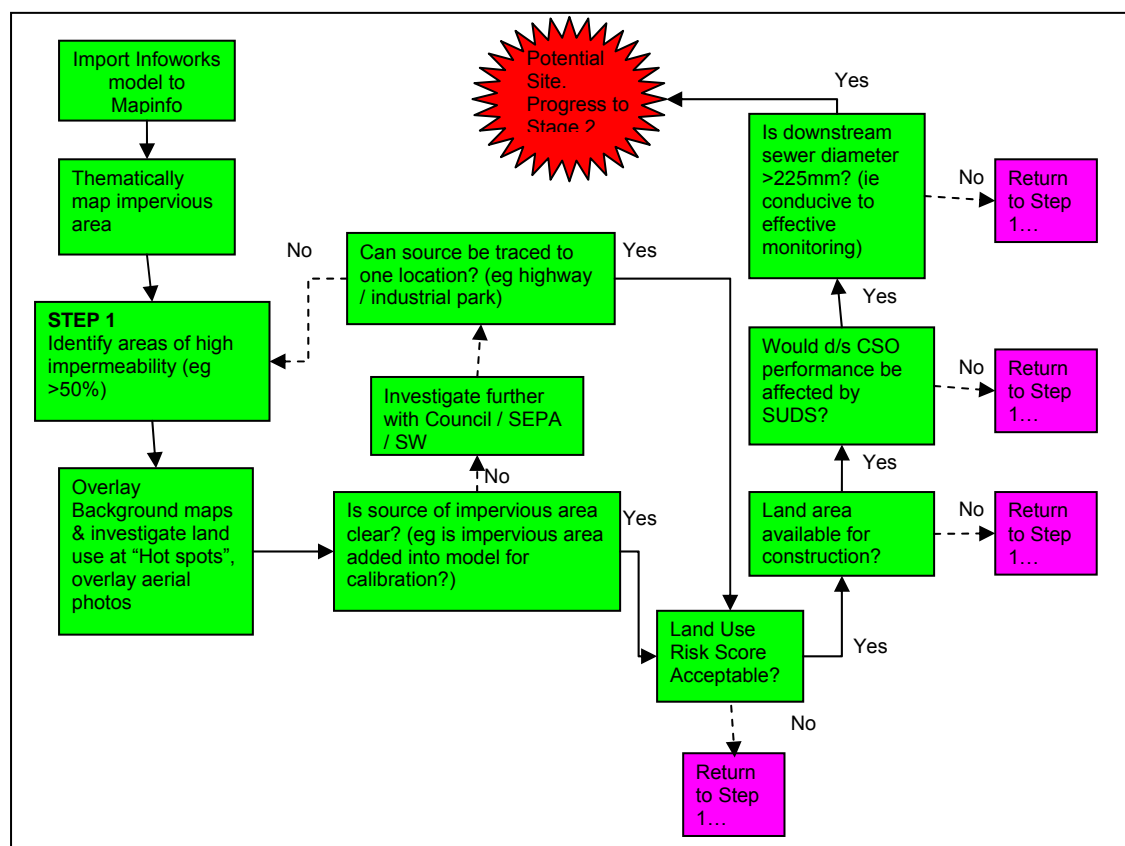 Import Infoworks
model to
Mapinfo
Thematically
map impervious
area
STEP 1
Identify areas of high
impermeability (eg
>50%)
Overlay
Background maps
& investigate land
use at “Hot spots”,
overlay aerial
photos
Is source of impervious area
clear? (eg is impervious area
added into model for
calibration?)
No
Yes
Investigate further
with Council / SEPA
/ SW
Can source be traced to
one location? (eg highway
/ industrial park)
No
Yes
Land Use
Risk Score
Acceptable?
No
Return
to Step
1…
Yes
Land area
available for
construction?
No
Return
to Step
1…
Yes
Would d/s CSO
performance be
affected by
SUDS?
No
Return
to Step
1…
Yes
Is downstream
sewer diameter
>225mm? (ie
conducive to
effective
monitoring)
No
Return
to Step
1…
Yes
Potential
Site.
Progress to
Stage 2